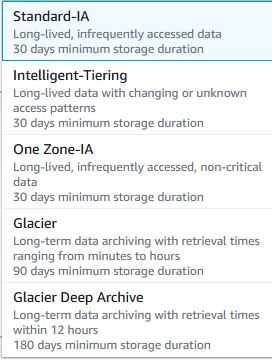 Standard-IA
Long-lived, infrequently accessed data
30 days minimum storage duration
Intelligent-Tiering
Long-lived data with changing or unknown
access patterns
30 days minimum storage duration
One Zone-IA
Long-lived, infrequently accessed, non-critical
data
30 days minimum storage duration
Glacier
Long-term data archiving with retrieval times
ranging from minutes to hours
90 days minimum storage duration
Glacier Deep Archive
Long-term data archiving with retrieval times
within 12 hours
180 days minimum storage duration